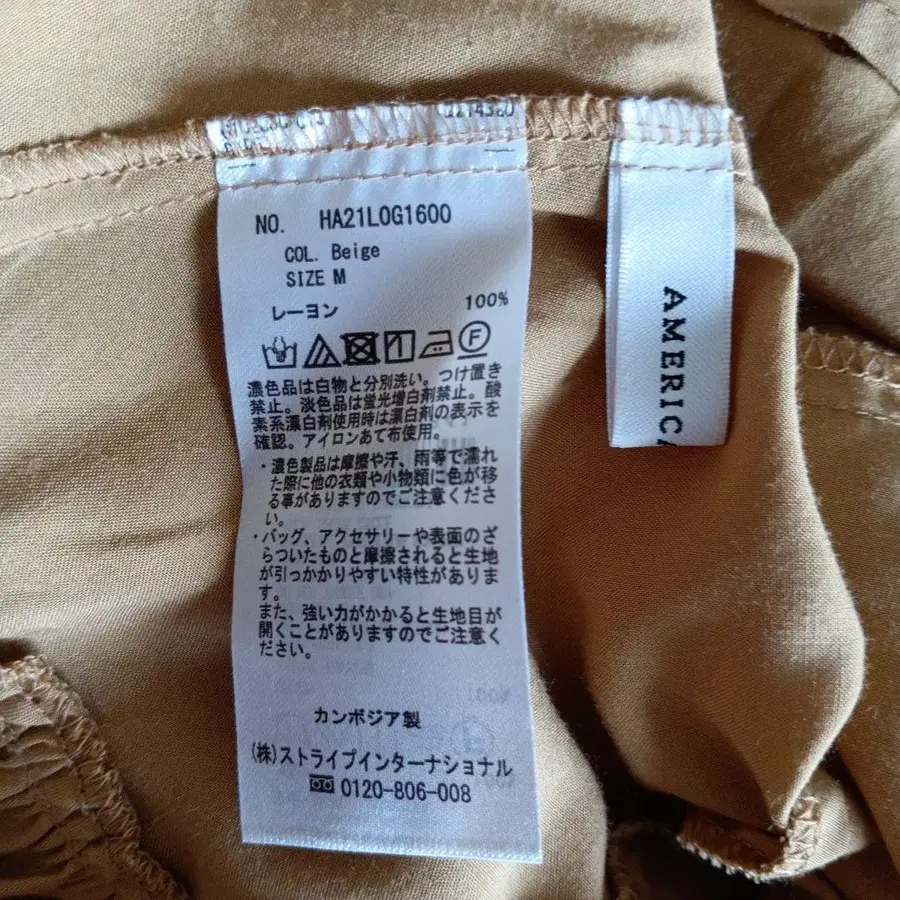 NO. HA21L0G1600
COL. Beige
SIZE M
レーヨン 100%
濃色品は白物と分別洗い。つけ置き
禁止。淡色品は蛍光増白剤禁止。酸
素系漂白剤使用時は漂白剤の表示を
確認。アイロンあて布使用。
・濃色製品は摩擦や汗、雨等で濡れ
た際に他の衣類や小物類に色が移
る事がありますのでご注意くださ
い。
・バッグ、アクセサリーや表面のざ
らついたものと摩擦されると生地
が引っかかりやすい特性がありま
す。
また、強い力がかかると生地目が
開くことがありますのでご注意く
ださい。
カンボジア製
(株)ストライプインターナショナル
0120-806-008
AMERICA